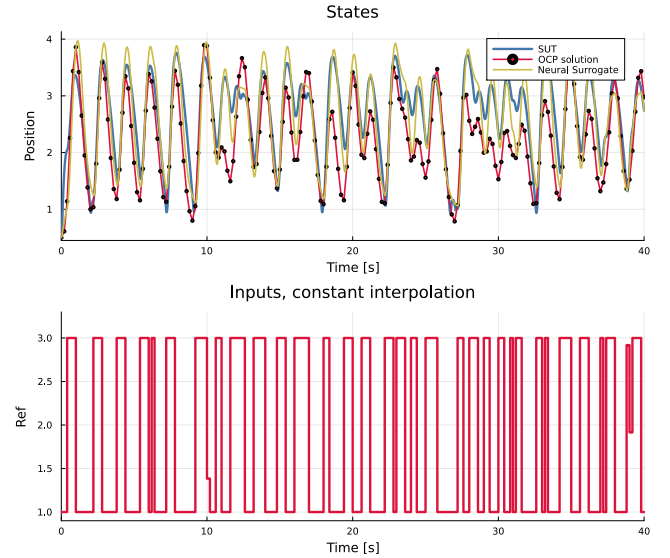 States
4
3
2
1
Position
SUT
OCP solution
Neural Surrogate
0
10
20
30
40
Time [s]
Inputs, constant interpolation
3.0
2.5
2.0
1.5
1.0
Ref
0
10
20
30
40
Time [s]